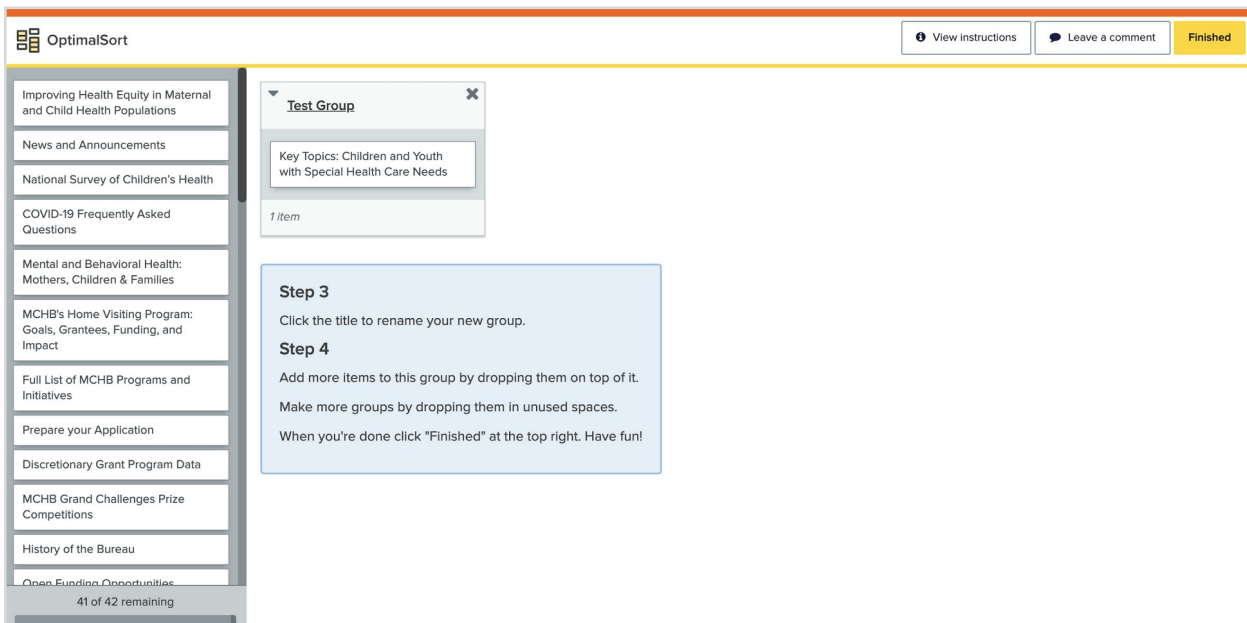 OptimalSort
View instructions
Leave a comment
Finished
Improving Health Equity in Maternal
and Child Health Populations
News and Announcements
National Survey of Children's Health
COVID-19 Frequently Asked
Questions
Mental and Behavioral Health:
Mothers, Children & Families
MCHB's Home Visiting Program:
Goals, Grantees, Funding, and
Impact
Full List of MCHB Programs and
Initiatives
Prepare your Application
Discretionary Grant Program Data
MCHB Grand Challenges Prize
Competitions
History of the Bureau
Open Funding Opportunities
41 of 42 remaining
Test Group
Key Topics: Children and Youth
with Special Health Care Needs
1 item
Step 3
Click the title to rename your new group.
Step 4
Add more items to this group by dropping them on top of it.
Make more groups by dropping them in unused spaces.
When you're done click "Finished" at the top right. Have fun!